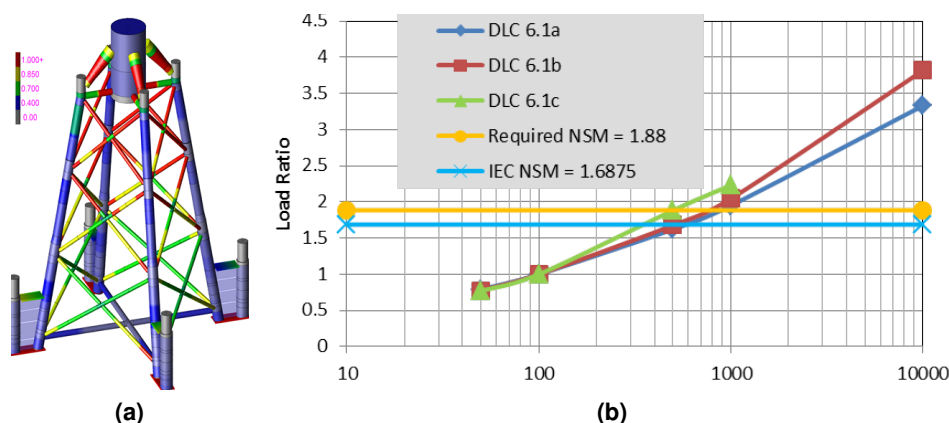 1.000+
0.850
0.700
0.400
0.00
(a)
4.5
4
3.5
3
2.5
2
1.5
1
0.5
0
Load Ratio
DLC 6.1a
DLC 6.1b
DLC 6.1c
Required NSM = 1.88
IEC NSM = 1.6875
10
100
1000
10000
(b)